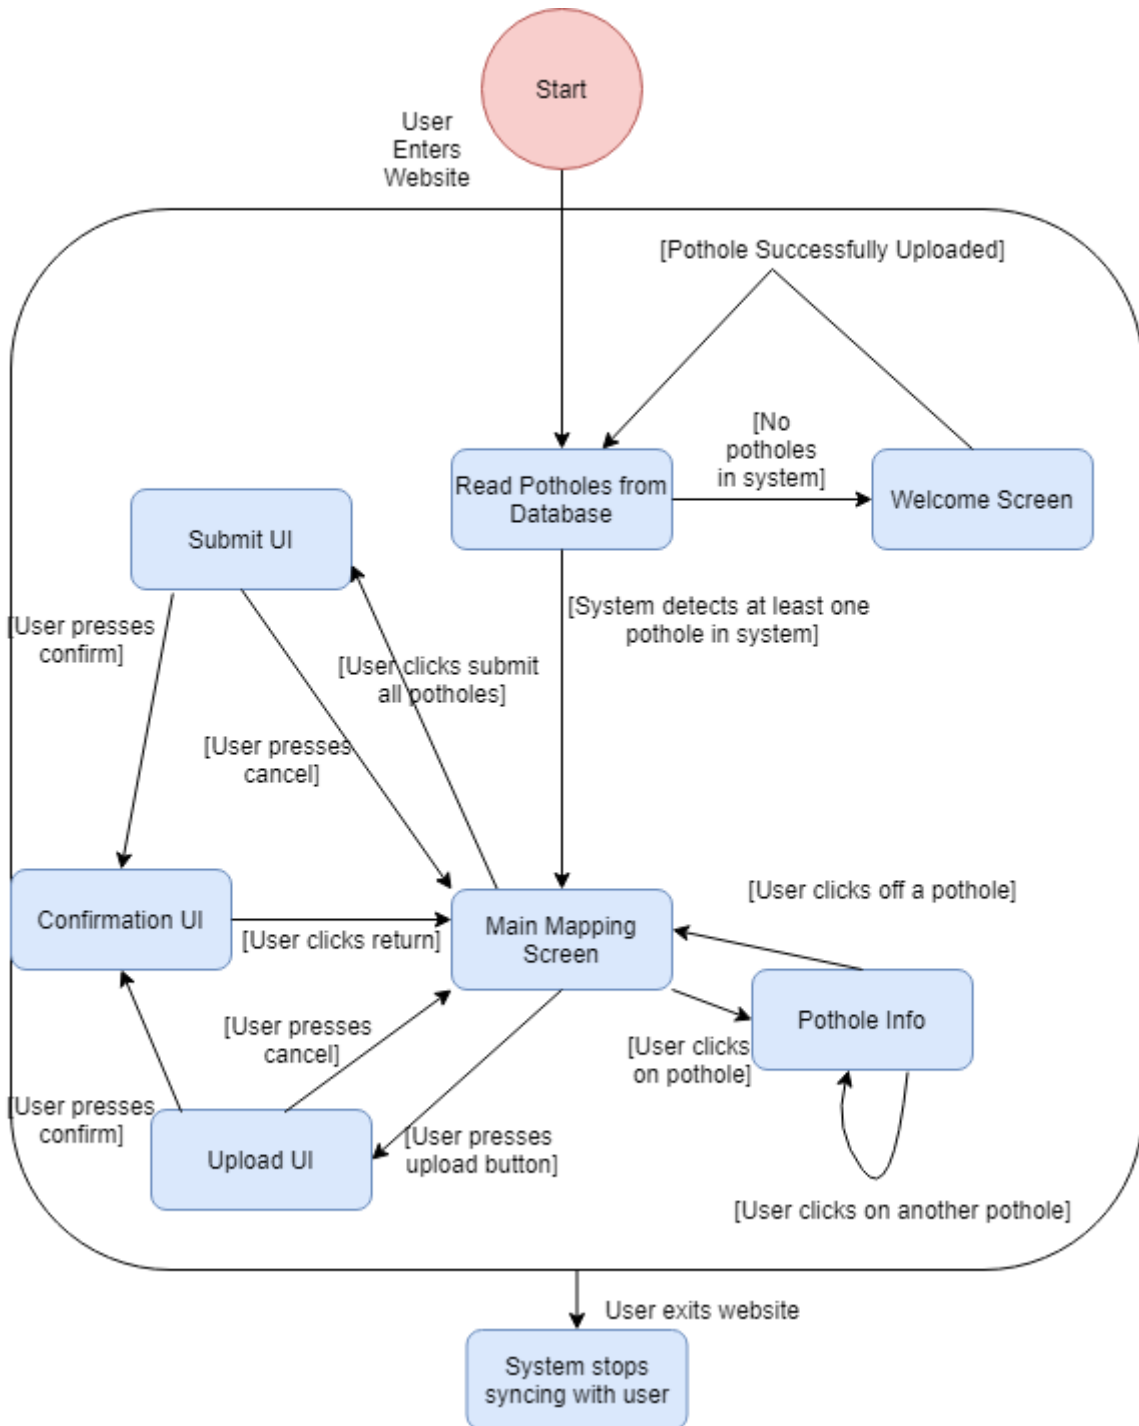 Start
User
Enters
Website
[Pothole Successfully Uploaded]
[No
potholes
in system]
Read Potholes from
Database
Welcome Screen
Submit UI
[System detects at least one
pothole in system]
[User presses
confirm]
[User clicks submit
all potholes]
[User presses
cancel]
[User clicks off a pothole]
Confirmation UI
[User clicks return]
Main Mapping
Screen
Pothole Info
[User presses
cancel]
[User clicks
on pothole]
[User presses
confirm]
Upload UI
[User presses
upload button]
[User clicks on another pothole]
User exits website
System stops
syncing with user